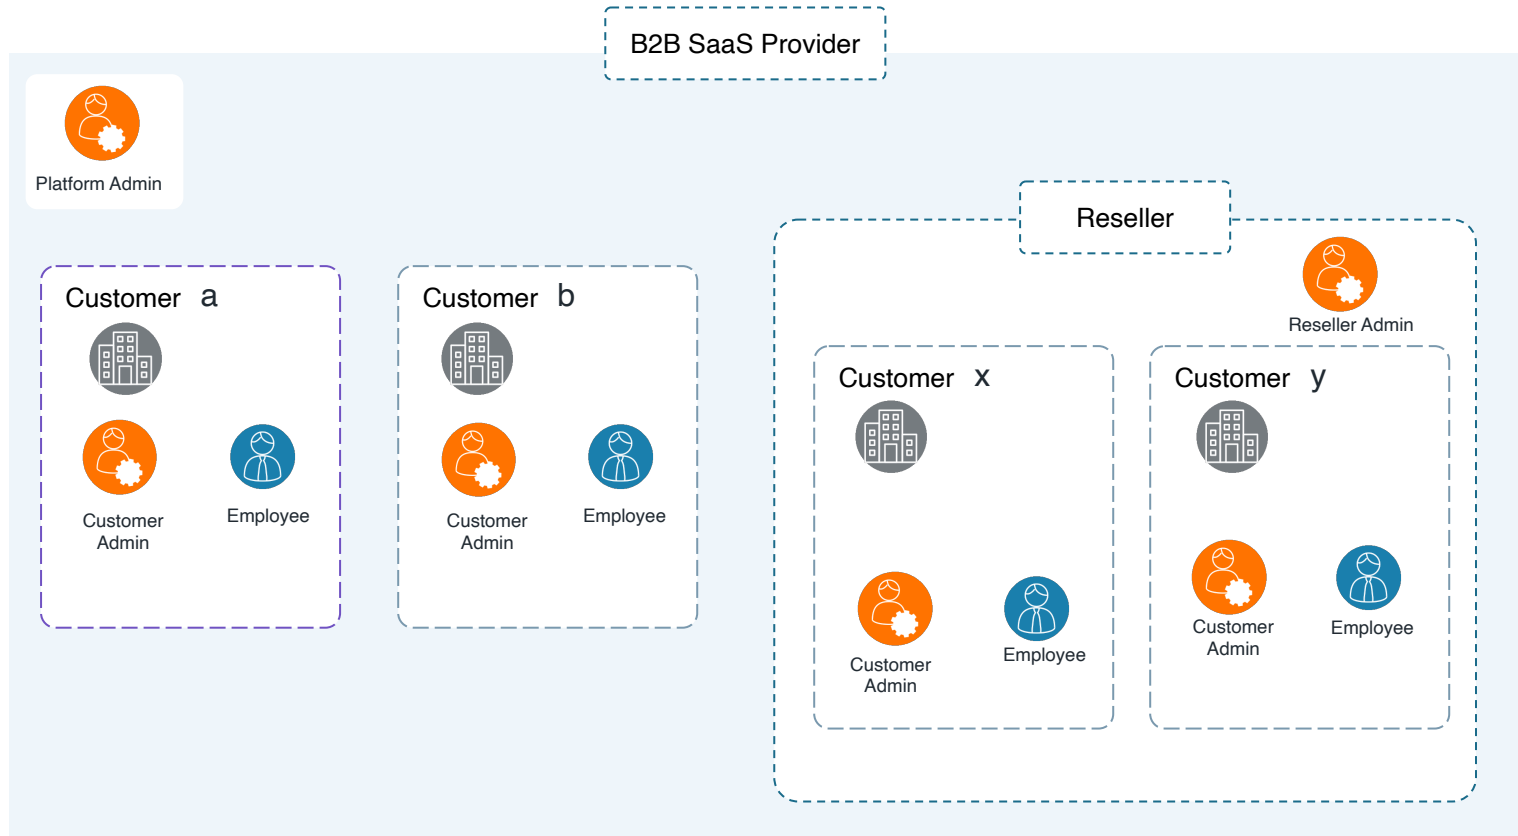 B2B SaaS Provider
Platform Admin
Reseller
Reseller Admin
Customer a
Customer
Admin
Employee
Customer b
Customer
Admin
Employee
Customer x
Customer
Admin
Employee
Customer y
Customer
Admin
Employee